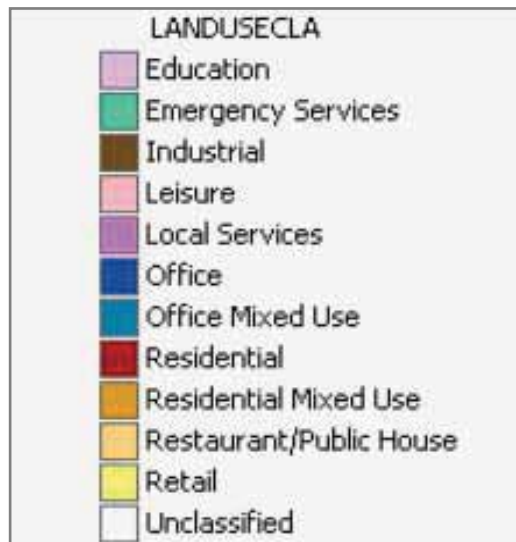 LANDUSECLA
Education
Emergency Services
Industrial
Leisure
Local Services
Office
Office Mixed Use
Residential
Residential Mixed Use
Restaurant/Public House
Retail
Unclassified